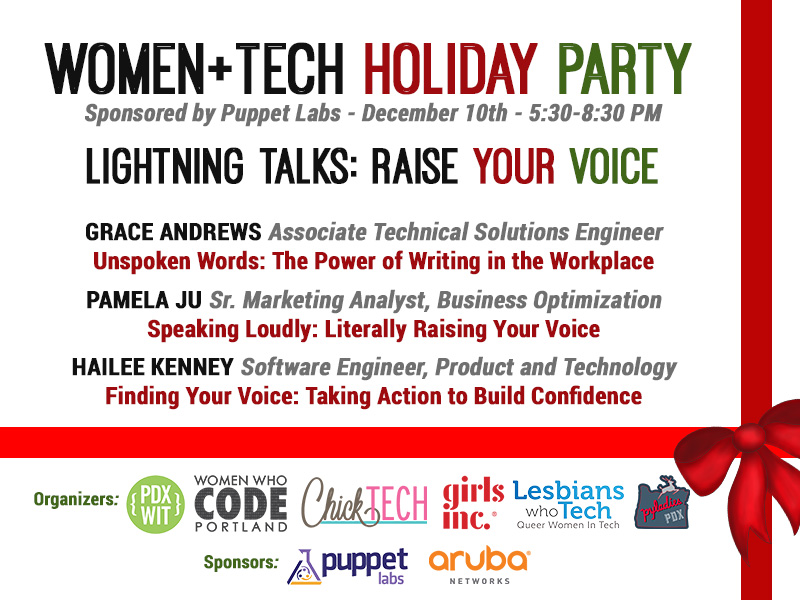 WOMEN+TECH HOLIDAY PARTY
Sponsored by Puppet Labs - December 10th - 5:30-8:30 PM
LIGHTNING TALKS: RAISE YOUR VOICE
GRACE ANDREWS Associate Technical Solutions Engineer
Unspoken Words: The Power of Writing in the Workplace
PAMELA JU Sr. Marketing Analyst, Business Optimization
Speaking Loudly: Literally Raising Your Voice
HAILEE KENNEY Software Engineer, Product and Technology
Finding Your Voice: Taking Action to Build Confidence
Organizers:
{PDX
WIT}
WOMEN WHO
CODE
PORTLAND
ChickTECH
girls
inc.®
Lesbians
who Tech
Queer Women In Tech
pyladies
PDX
Sponsors:
puppet
labs
aruba®
NETWORKS